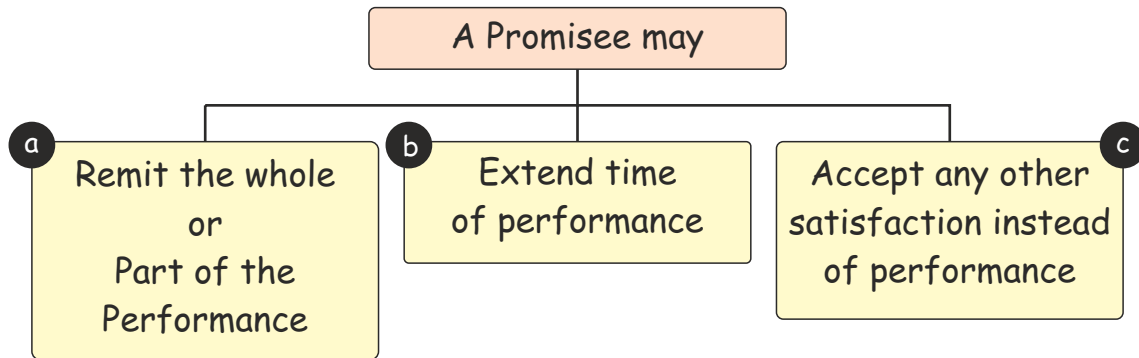 A Promisee may
a
Remit the whole
or
Part of the
Performance
b
Extend time
of performance
c
Accept any other
satisfaction instead
of performance